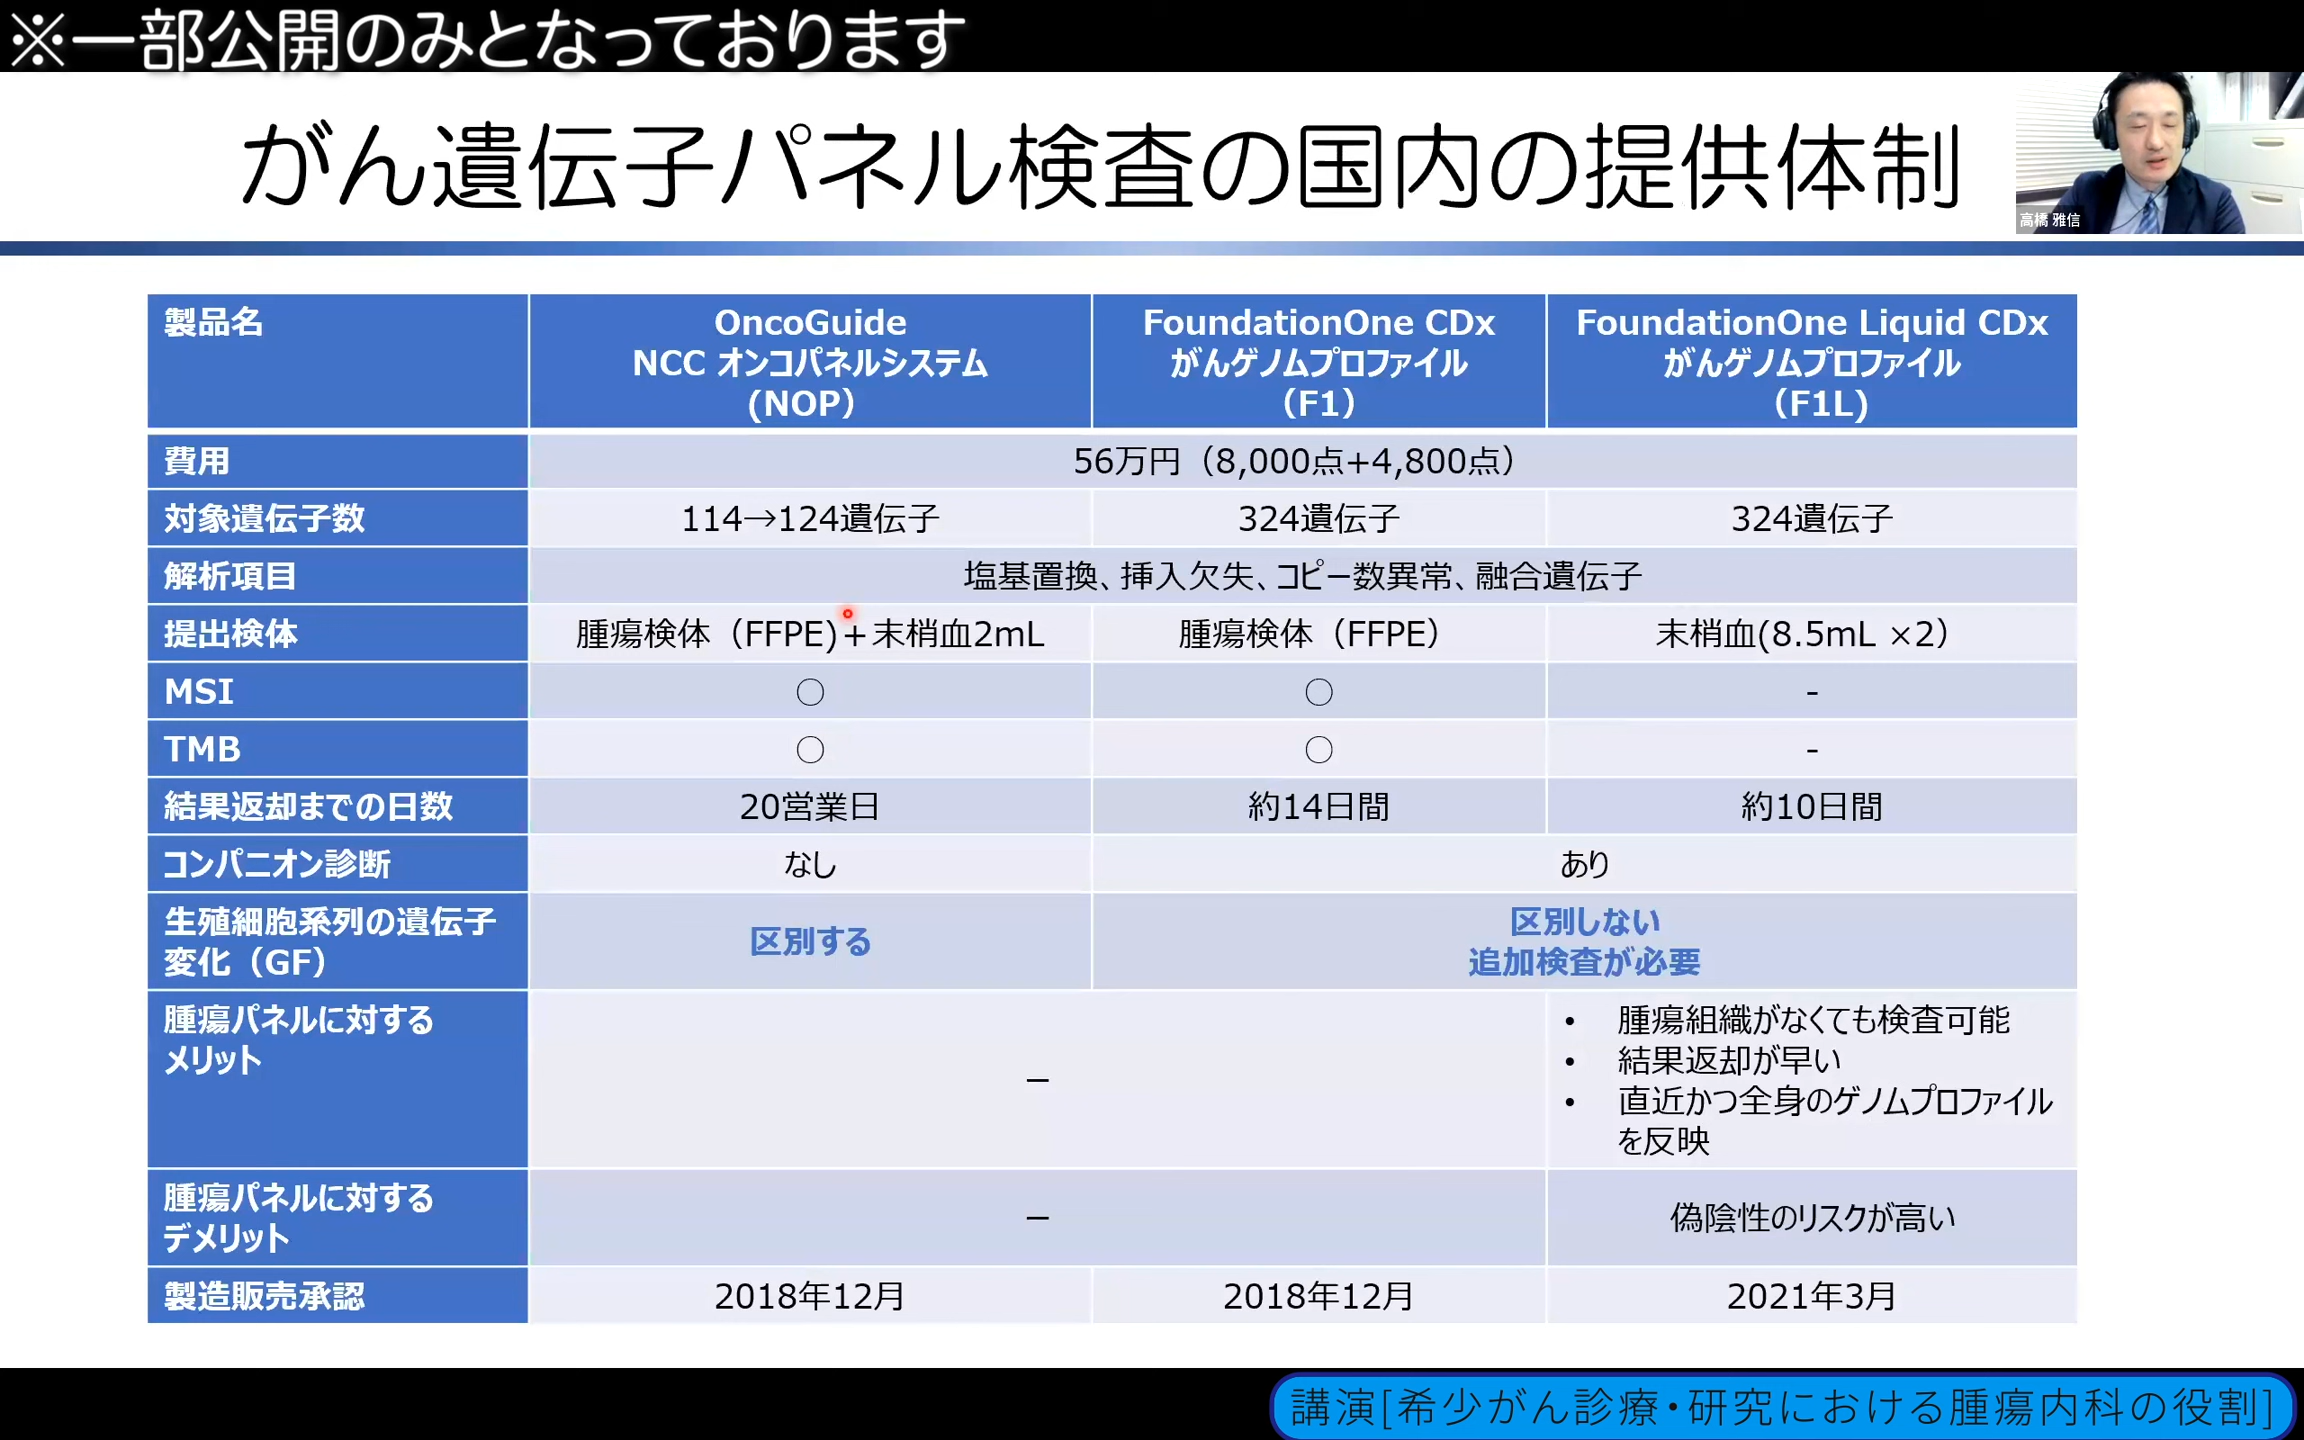 ※一部公開のみとなっております
がん遺伝子パネル検査の国内の提供体制
高橋 雅信
製品名
OncoGuide
NCC オンコパネルシステム
(NOP）
FoundationOne CDx
がんゲノムプロファイル
（F1）
FoundationOne Liquid CDx
がんゲノムプロファイル
（F1L)
費用
56万円（8,000点+4,800点）
対象遺伝子数
114→124遺伝子
324遺伝子
324遺伝子
解析項目
塩基置換、挿入欠失、コピー数異常、融合遺伝子
提出検体
腫瘍検体（FFPE)＋末梢血2mL
腫瘍検体（FFPE）
末梢血(8.5mL ×2）
MSI
〇
〇
-
TMB
〇
〇
-
結果返却までの日数
20営業日
約14日間
約10日間
コンパニオン診断
なし
あり
生殖細胞系列の遺伝子
変化（GF）
区別する
区別しない
追加検査が必要
腫瘍パネルに対する
メリット
–
• 腫瘍組織がなくても検査可能
• 結果返却が早い
• 直近かつ全身のゲノムプロファイル
を反映
腫瘍パネルに対する
デメリット
–
偽陰性のリスクが高い
製造販売承認
2018年12月
2018年12月
2021年3月
講演[希少がん診療・研究における腫瘍内科の役割]